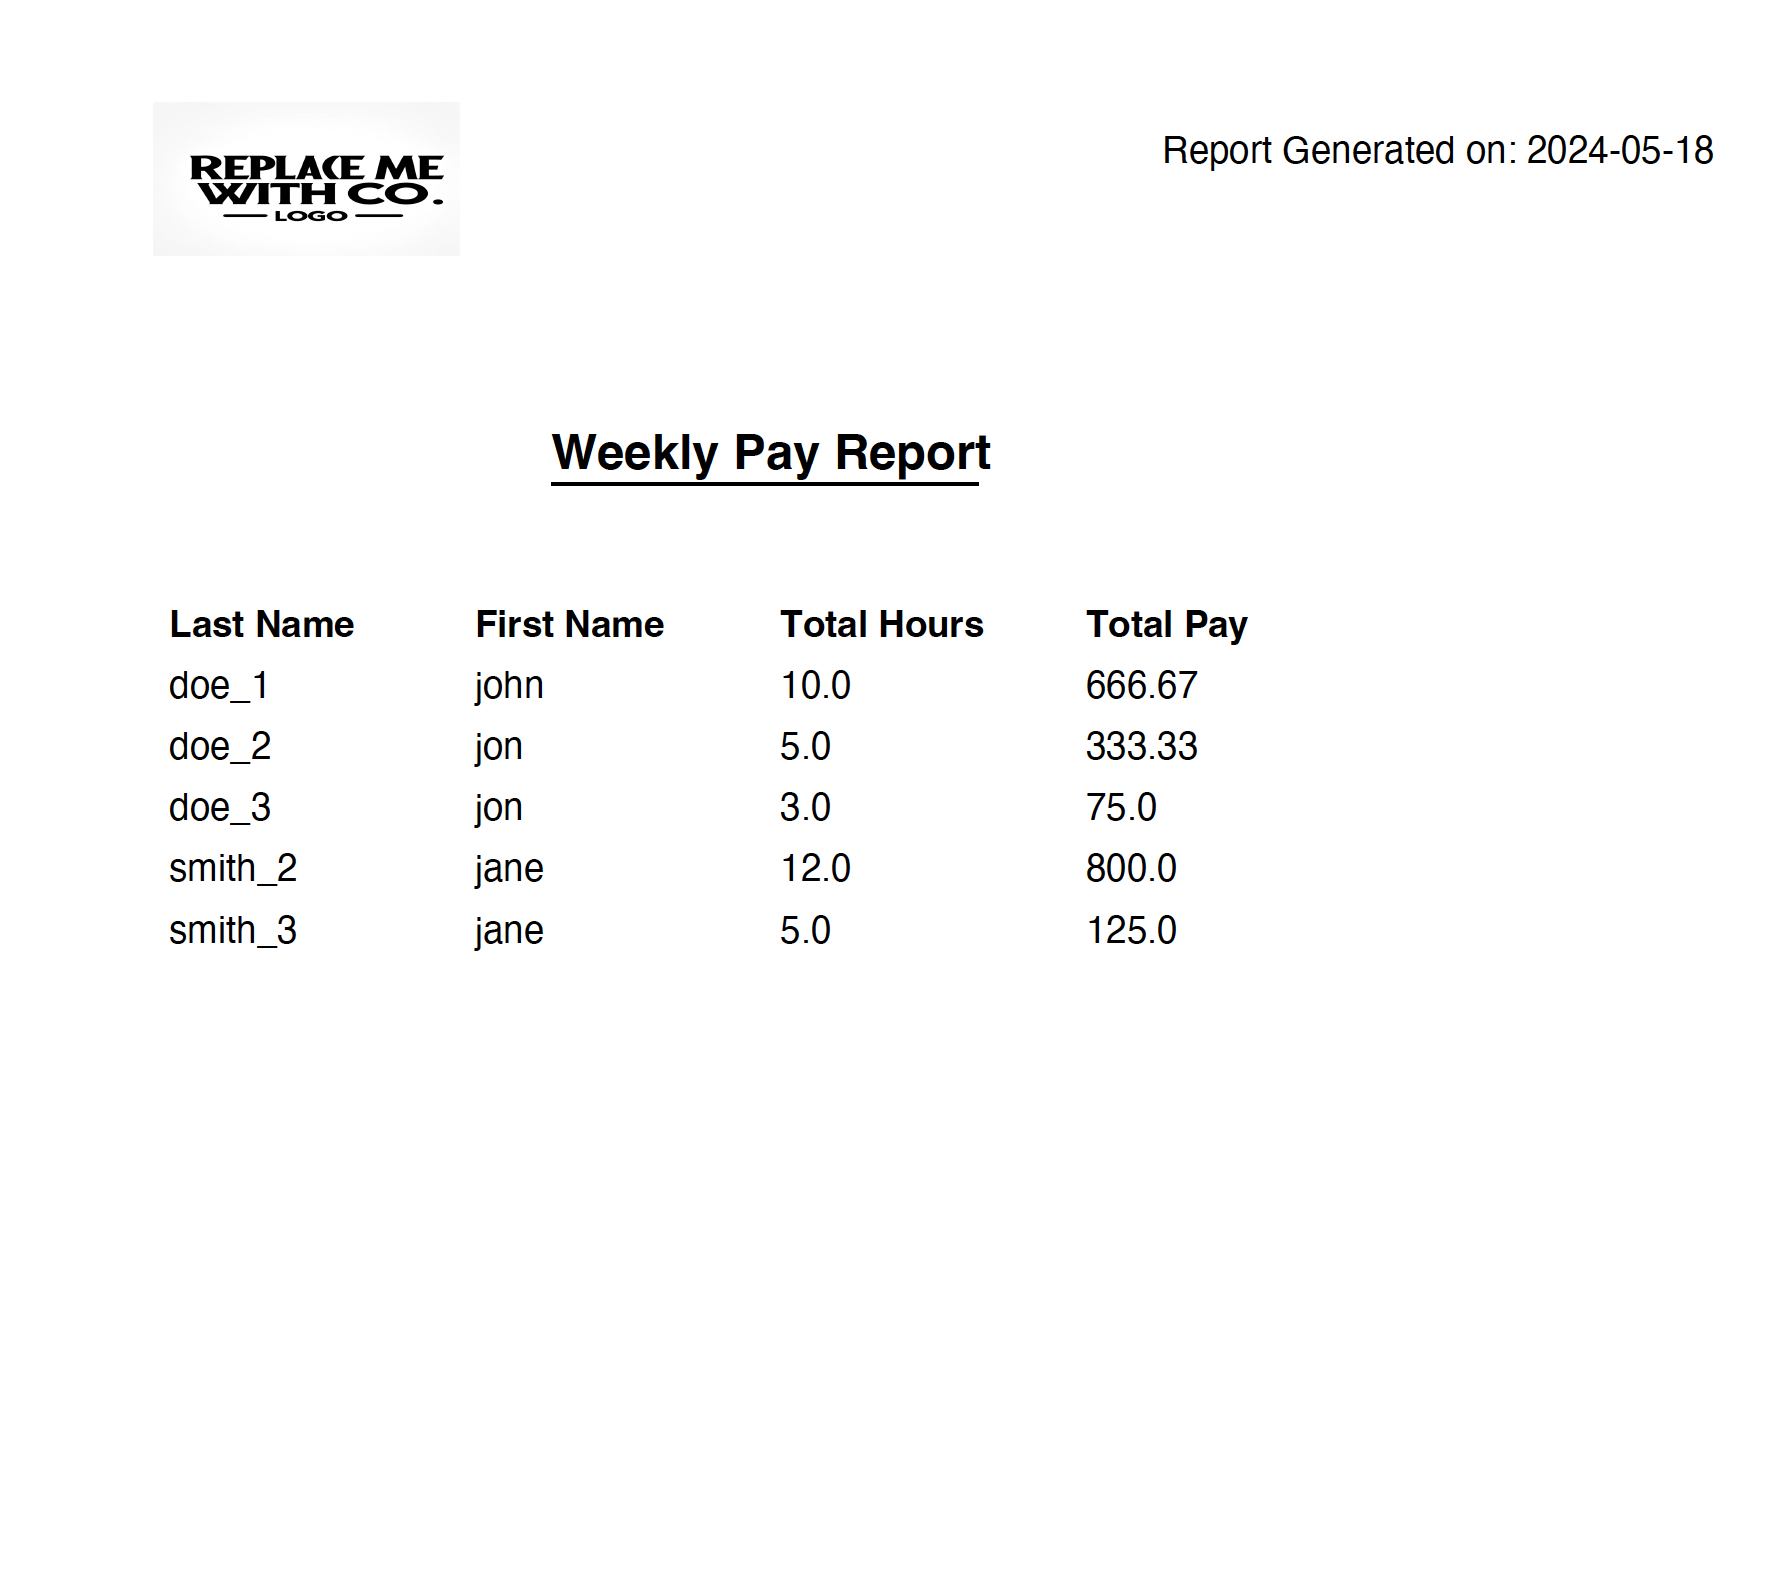 REPLACE ME
WITH CO.
LOGO
Report Generated on: 2024-05-18
Weekly Pay Report
Last Name First Name Total Hours Total Pay
doe_1 john 10.0 666.67
doe_2 jon 5.0 333.33
doe_3 jon 3.0 75.0
smith_2 jane 12.0 800.0
smith_3 jane 5.0 125.0